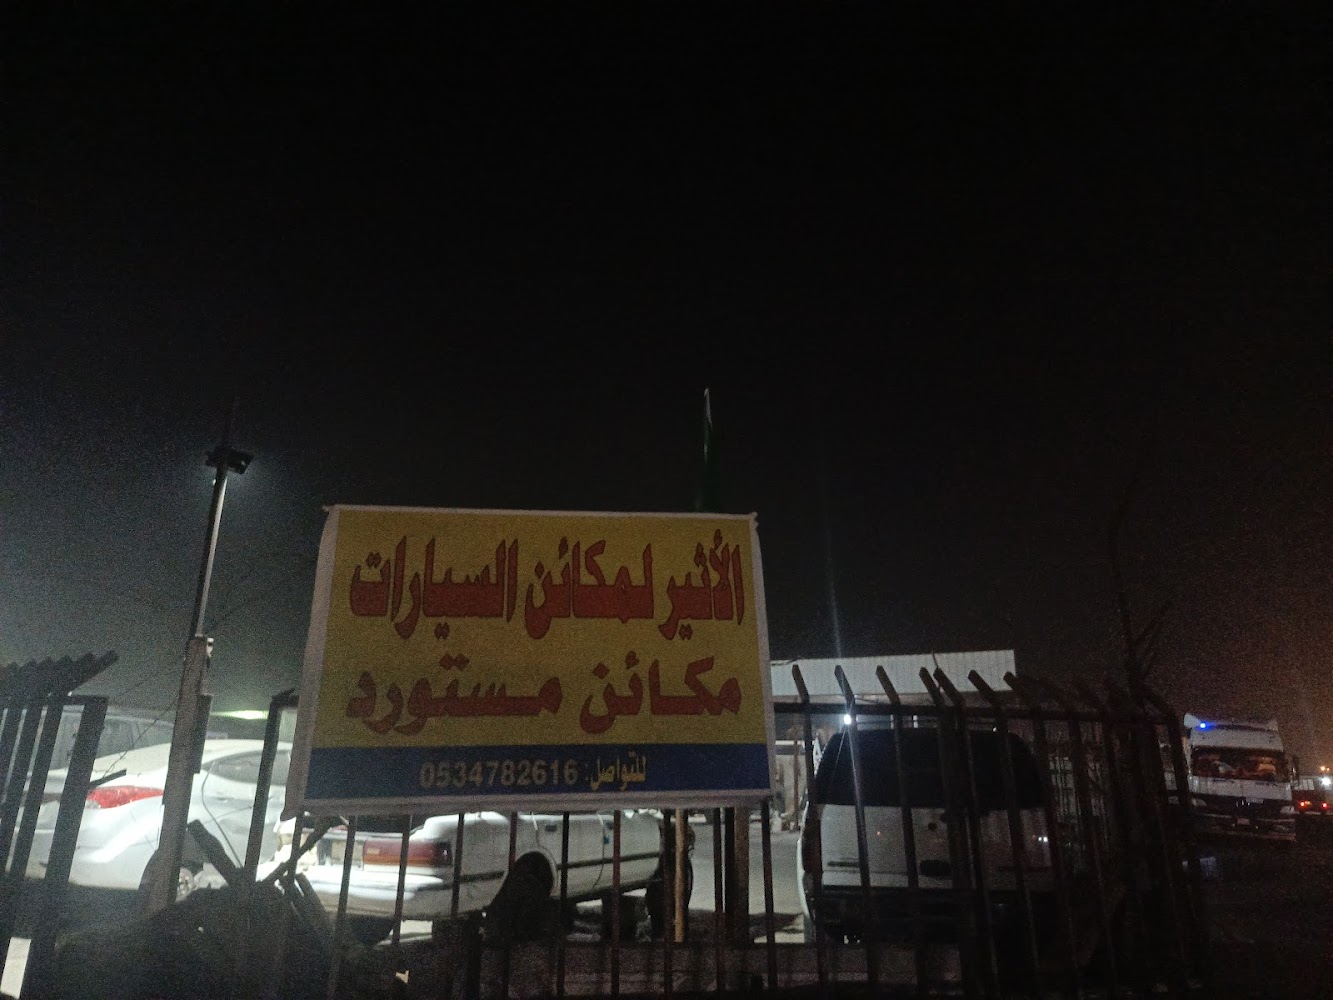 الأثير لمكائن السيارات
مكائن مستورد
للتواصل: 0534782616